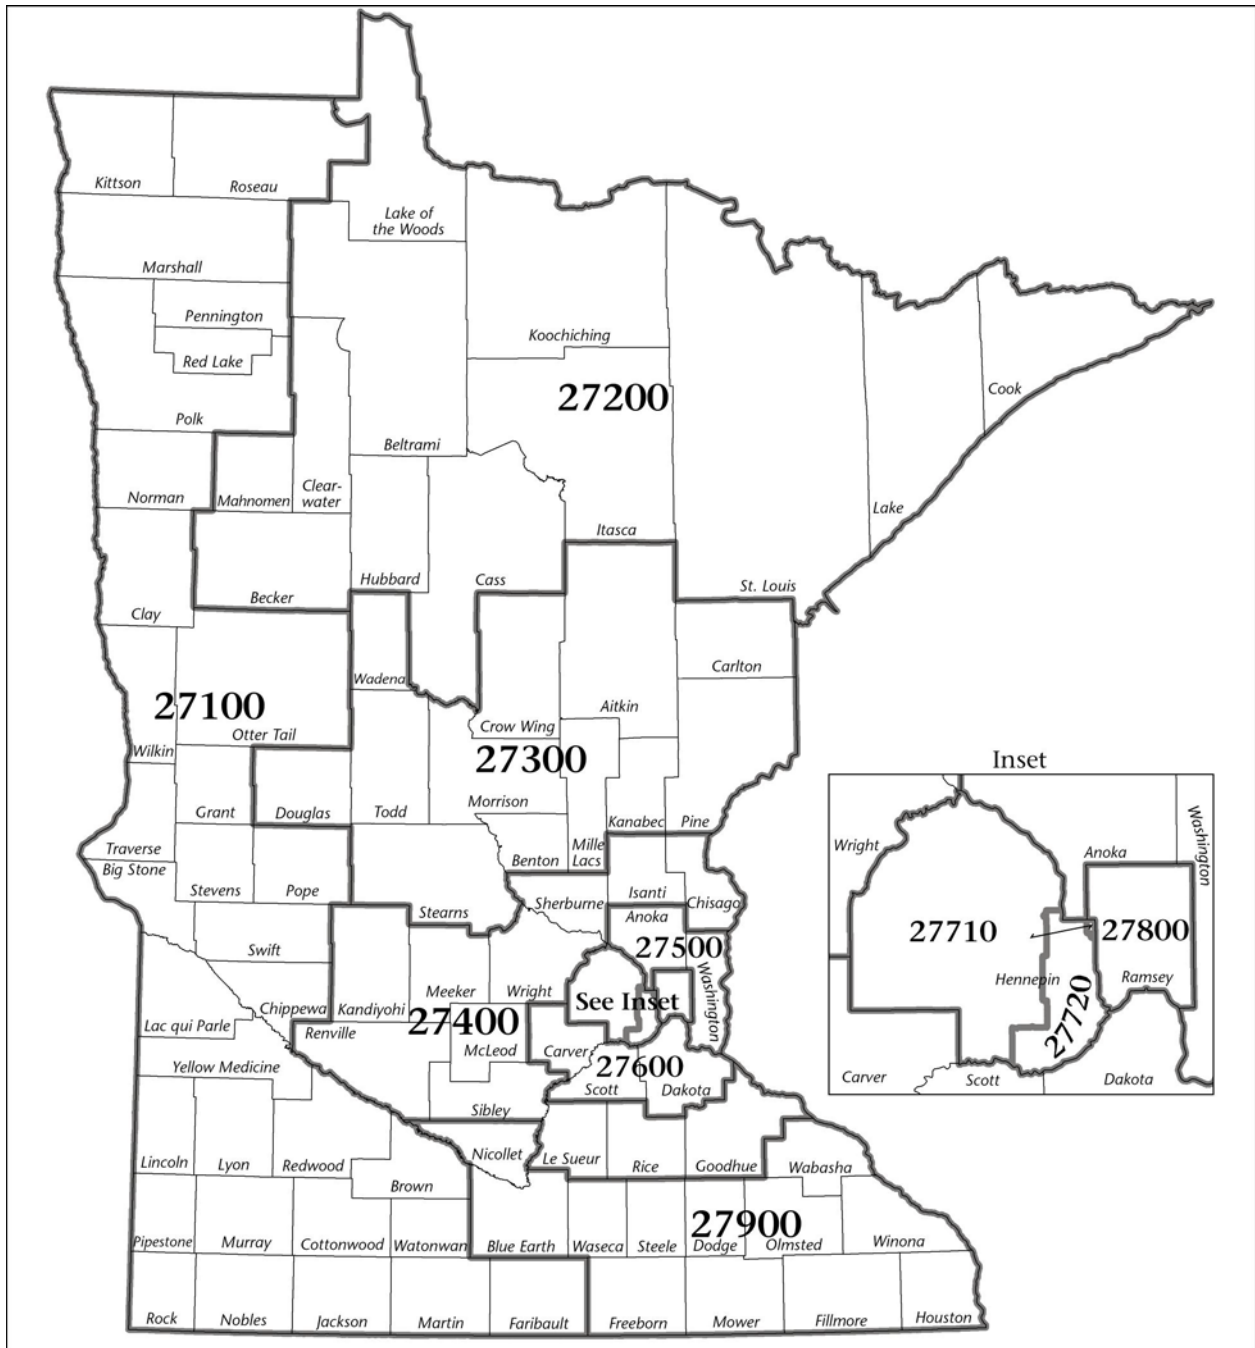 Kittson
Roseau
Lake of
the Woods
Marshall
Pennington
Koochiching
Red Lake
27200
Cook
Polk
Beltrami
Norman
Mahnomen
Clear-
water
Lake
Itasca
Hubbard
Cass
St. Louis
Becker
Clay
Carlton
Wadena
27100
Aitkin
Otter Tail
Crow Wing
Wilkin
27300
Inset
Grant
Douglas
Todd
Morrison
Kanabec
Pine
Traverse
Big Stone
Benton
Mille
Lacs
Stevens
Pope
Stearns
Sherburne
Isanti
Chisago
Anoka
27500
Swift
Washington
Chippewa
Kandiyohi
Meeker
Wright
See Inset
Lac qui Parle
Renville
27400
McLeod
Carver
27600
Yellow Medicine
Scott
Dakota
Sibley
Nicollet
Lincoln
Lyon
Redwood
Le Sueur
Rice
Goodhue
Wabasha
Brown
27900
Pipestone
Murray
Cottonwood
Watonwan
Blue Earth
Waseca
Steele
Dodge
Olmsted
Winona
Rock
Nobles
Jackson
Martin
Faribault
Freeborn
Mower
Fillmore
Houston
Wright
Anoka
Washington
27710
27800
Hennepin
Ramsey
27720
Carver
Scott
Dakota